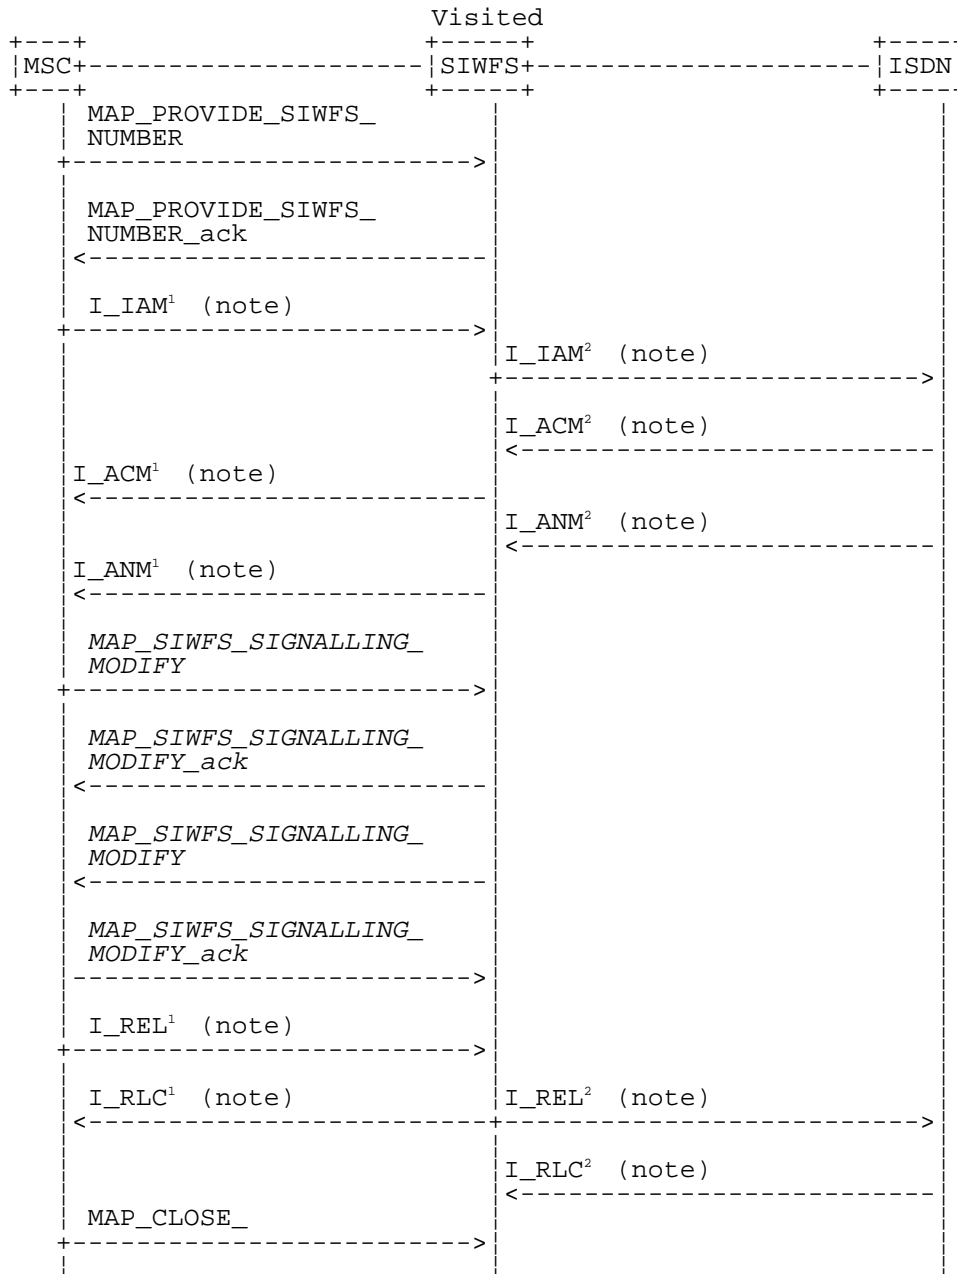 Visited
MSC SIWFS ISDN
MAP_PROVIDE_SIWFS_
NUMBER
MAP_PROVIDE_SIWFS_
NUMBER_ack
I_IAM¹ (note)
I_IAM² (note)
I_ACM² (note)
I_ACM¹ (note)
I_ANM² (note)
I_ANM¹ (note)
MAP_SIWFS_SIGNALLING_
MODIFY
MAP_SIWFS_SIGNALLING_
MODIFY_ack
MAP_SIWFS_SIGNALLING_
MODIFY
MAP_SIWFS_SIGNALLING_
MODIFY_ack
I_REL¹ (note)
I_RLC¹ (note) I_REL² (note)
I_RLC² (note)
MAP_CLOSE_